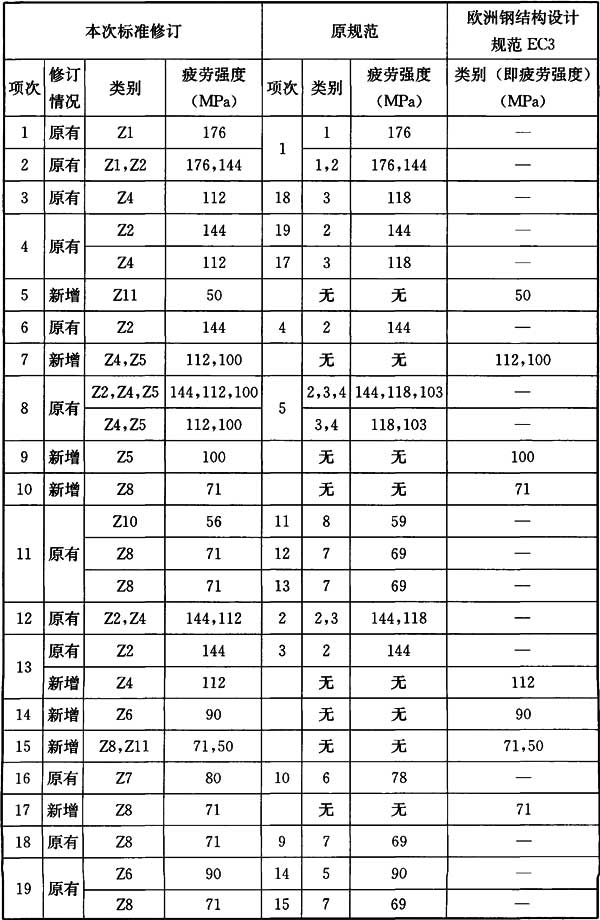 本次标准修订 原规范 欧洲钢结构设计规范 EC3
项次 修订情况 类别 疲劳强度（MPa） 项次 类别 疲劳强度（MPa） 类别（即疲劳强度）（MPa）
1 原有 Z1 176 1 1 176 —
2 原有 Z1,Z2 176,144 1,2 176,144 —
3 原有 Z4 112 18 3 118 —
4 原有 Z2 144 19 2 144 —
Z4 112 17 3 118 —
5 新增 Z11 50 无 无 50
6 原有 Z2 144 4 2 144 —
7 新增 Z4,Z5 112,100 无 无 112,100
8 原有 Z2,Z4,Z5 144,112,100 5 2,3,4 144,118,103 —
Z4,Z5 112,100 3,4 118,103 —
9 新增 Z5 100 无 无 100
10 新增 Z8 71 无 无 71
11 原有 Z10 56 11 8 59 —
Z8 71 12 7 69 —
Z8 71 13 7 69 —
12 原有 Z2,Z4 144,112 2 2,3 144,118 —
13 原有 Z2 144 3 2 144 —
新增 Z4 112 无 无 112
14 新增 Z6 90 无 无 90
15 新增 Z8,Z11 71,50 无 无 71,50
16 原有 Z7 80 10 6 78 —
17 新增 Z8 71 无 无 71
18 原有 Z8 71 9 7 69 —
19 原有 Z6 90 14 5 90 —
Z8 71 15 7 69 —